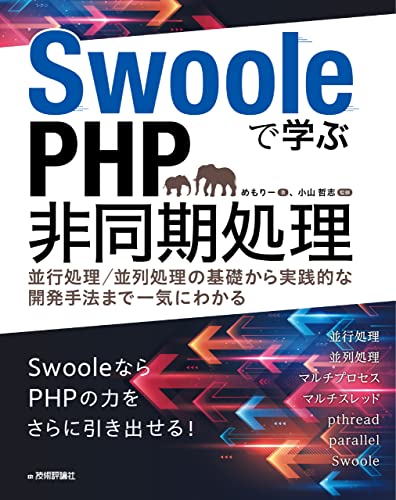 Swoole
で学ぶ
PHP
めもりー 著、小山 哲志 監修
非同期処理
並行処理/並列処理の基礎から実践的な
開発手法まで一気にわかる
Swooleなら
PHPの力を
さらに引き出せる!
並行処理
並列処理
マルチプロセス
マルチスレッド
pthread
parallel
Swoole
技術評論社